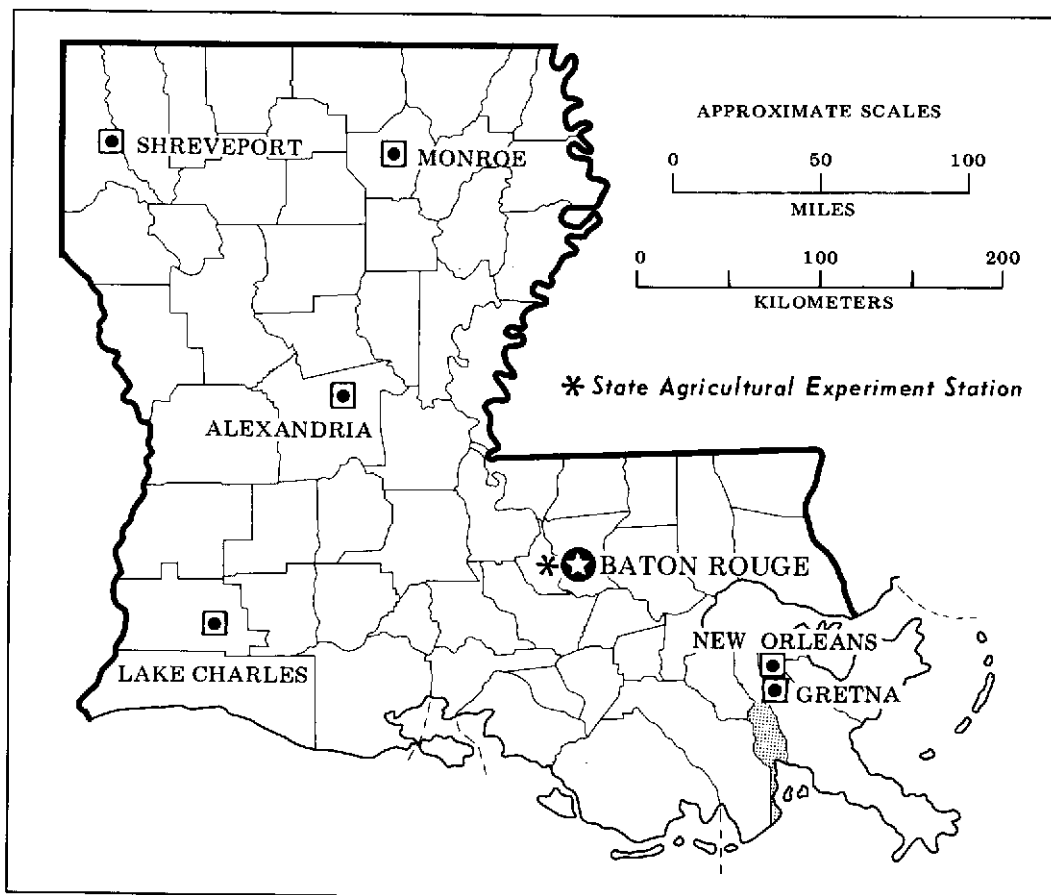 APPROXIMATE SCALES
SHREVEPORT
MONROE
0 50 100
MILES
0 100 200
KILOMETERS
* State Agricultural Experiment Station
ALEXANDRIA
BATON ROUGE
NEW ORLEANS
LAKE CHARLES
GRETNA